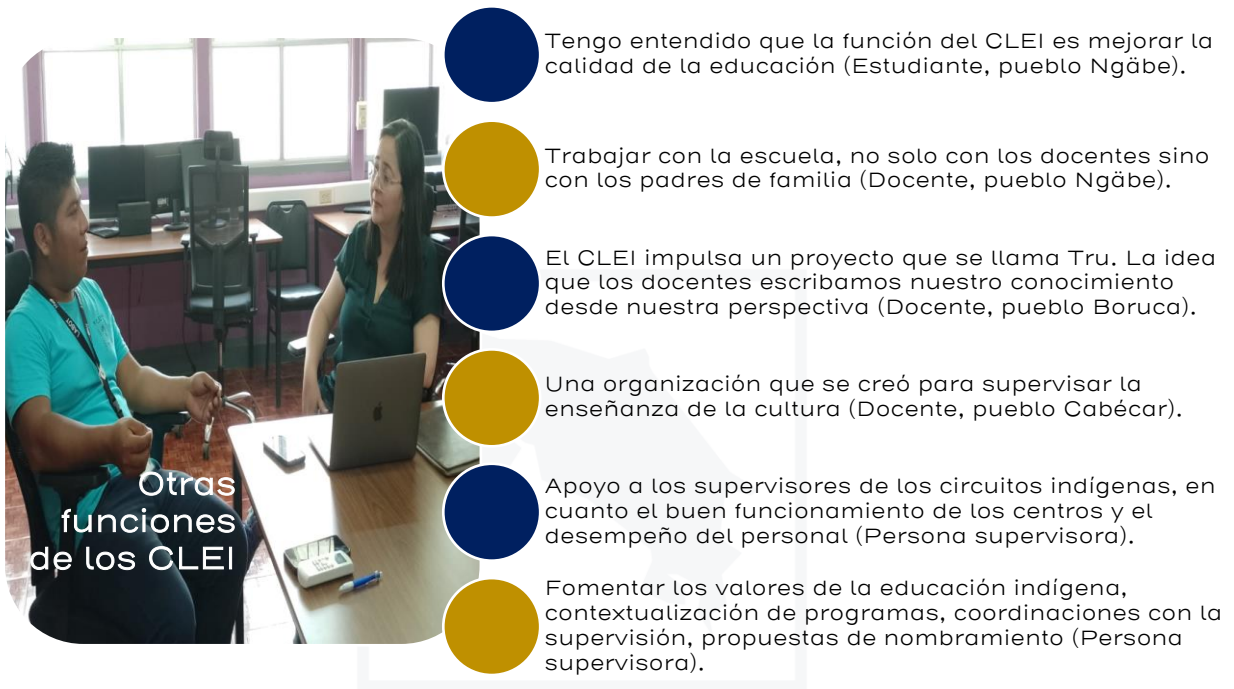 Tengo entendido que la función del CLEI es mejorar la
calidad de la educación (Estudiante, pueblo Ngäbe).
Trabajar con la escuela, no solo con los docentes sino
con los padres de familia (Docente, pueblo Ngäbe).
El CLEI impulsa un proyecto que se llama Tru. La idea
que los docentes escribamos nuestro conocimiento
desde nuestra perspectiva (Docente, pueblo Boruca).
Una organización que se creó para supervisar la
enseñanza de la cultura (Docente, pueblo Cabécar).
Apoyo a los supervisores de los circuitos indígenas, en
cuanto el buen funcionamiento de los centros y el
desempeño del personal (Persona supervisora).
Fomentar los valores de la educación indígena,
contextualización de programas, coordinaciones con la
supervisión, propuestas de nombramiento (Persona
supervisora).
Otras
funciones
de los CLEI